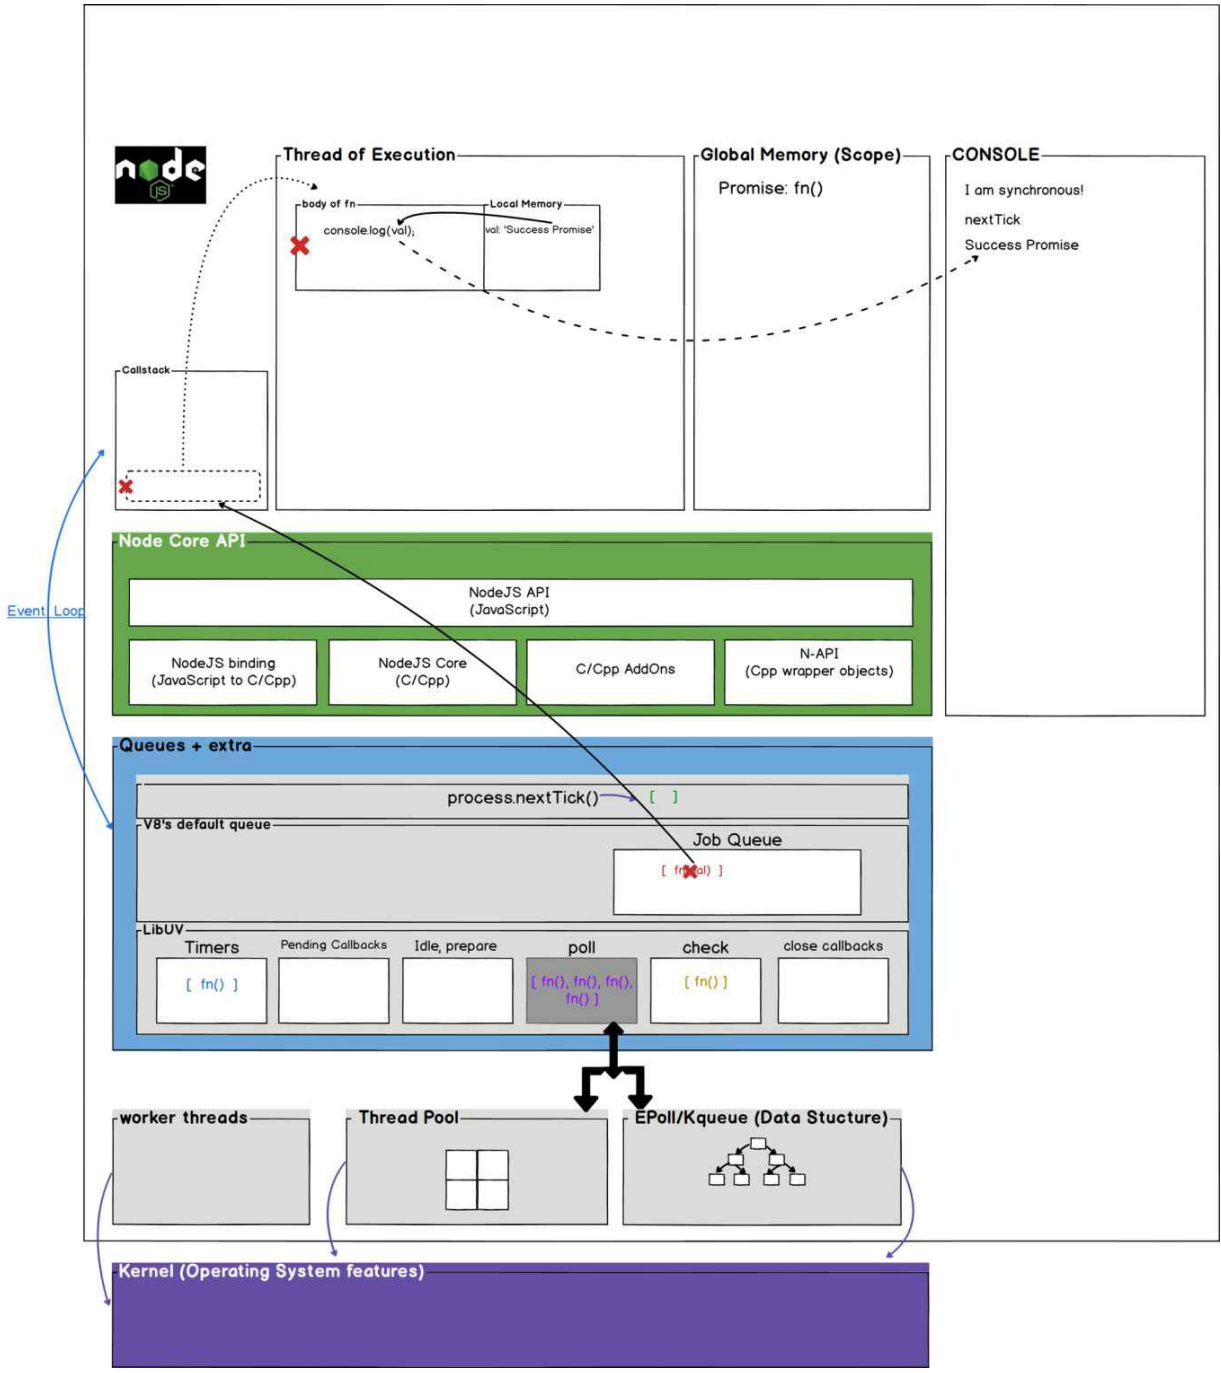 node
JS
Thread of Execution
Global Memory (Scope)
CONSOLE
body of fn
Local Memory
console.log(val);
val: 'Success Promise'
Promise: fn()
I am synchronous!
nextTick
Success Promise
Callstack
Event Loop
Node Core API
NodeJS API
(JavaScript)
NodeJS binding
(JavaScript to C/Cpp)
NodeJS Core
(C/Cpp)
C/Cpp AddOns
N-API
(Cpp wrapper objects)
Queues + extra
process.nextTick()
[ ]
V8's default queue
Job Queue
[ fn(val) ]
LibUV
Timers
Pending Callbacks
Idle, prepare
poll
check
close callbacks
[ fn() ]
[ fn(), fn(), fn(),
fn() ]
[ fn() ]
worker threads
Thread Pool
EPoll/Kqueue (Data Stucture)
Kernel (Operating System features)